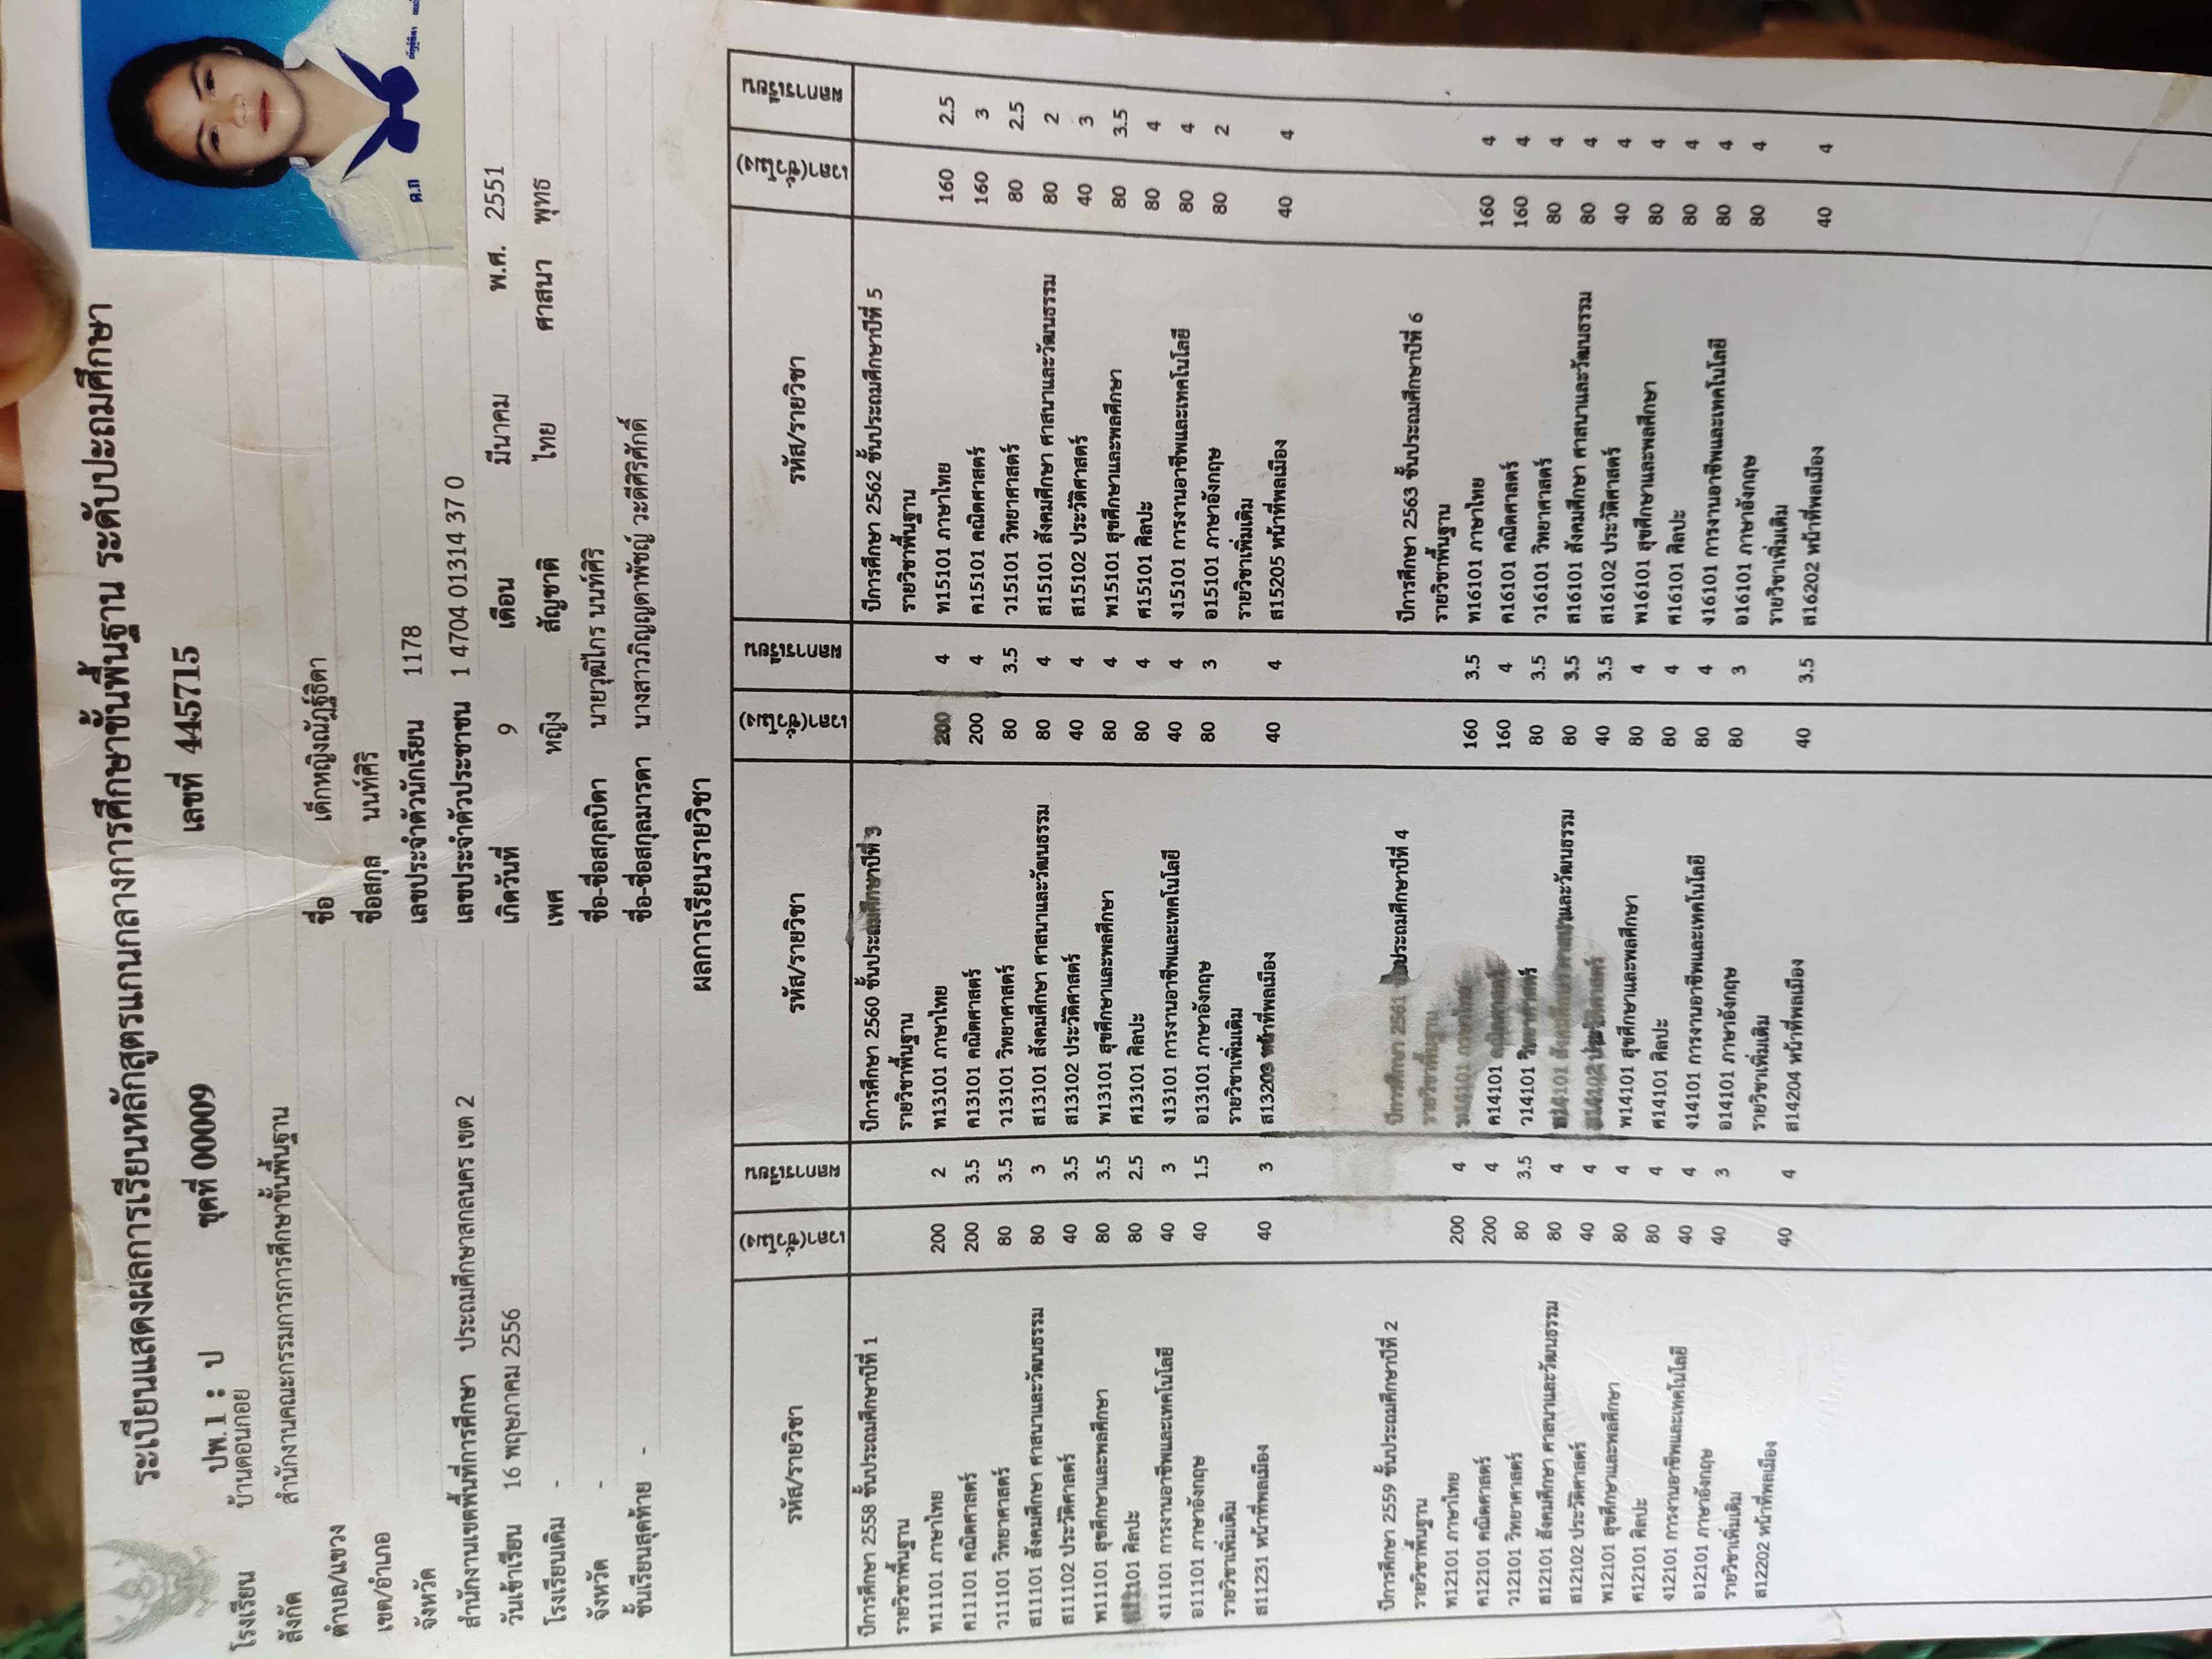 ระเบียนแสดงผลการเรียนหลักสูตรแกนกลางการศึกษาขั้นพื้นฐาน ระดับประถมศึกษา
ปพ.1 : ป ชุดที่ 00009 เลขที่ 445715
โรงเรียน บ้านดอนกอย
สังกัด สำนักงานคณะกรรมการการศึกษาขั้นพื้นฐาน
ตำบล/แขวง
เขต/อำเภอ
จังหวัด
สำนักงานเขตพื้นที่การศึกษา ประถมศึกษาสกลนคร เขต 2
วันเข้าเรียน 16 พฤษภาคม 2556
โรงเรียนเดิม -
จังหวัด -
ชั้นเรียนสุดท้าย -
ชื่อ เด็กหญิงณัฏฐ์ธิดา
ชื่อสกุล นนท์ศิริ
เลขประจำตัวนักเรียน 1178
เลขประจำตัวประชาชน 1 4704 01314 37 0
เกิดวันที่ 9 เดือน มีนาคม พ.ศ. 2551
เพศ หญิง สัญชาติ ไทย ศาสนา พุทธ
ชื่อ-ชื่อสกุลบิดา นายวุฒิไกร นนท์ศิริ
ชื่อ-ชื่อสกุลมารดา นางสาวภิญญดาพัชญ์ วะดีศิริศักดิ์
ด.ญ
ผลการเรียนรายวิชา
รหัส/รายวิชา เวลา(ชั่วโมง) ผลการเรียน
ปีการศึกษา 2558 ชั้นประถมศึกษาปีที่ 1
รายวิชาพื้นฐาน
ท11101 ภาษาไทย 200 2
ค11101 คณิตศาสตร์ 200 3.5
ว11101 วิทยาศาสตร์ 80 3.5
ส11101 สังคมศึกษา ศาสนาและวัฒนธรรม 80 3
ส11102 ประวัติศาสตร์ 40 3.5
พ11101 สุขศึกษาและพลศึกษา 80 3.5
ศิลปะ 80 2.5
ง11101 การงานอาชีพและเทคโนโลยี 40 3
อ11101 ภาษาอังกฤษ 40 1.5
รายวิชาเพิ่มเติม
ส11231 หน้าที่พลเมือง 40 3
ปีการศึกษา 2559 ชั้นประถมศึกษาปีที่ 2
รายวิชาพื้นฐาน
ท12101 ภาษาไทย 200 4
ค12101 คณิตศาสตร์ 200 4
ว12101 วิทยาศาสตร์ 80 3.5
ส12101 สังคมศึกษา ศาสนาและวัฒนธรรม 80 4
ส12102 ประวัติศาสตร์ 40 4
พ12101 สุขศึกษาและพลศึกษา 80 4
ศ12101 ศิลปะ 80 4
ง12101 การงานอาชีพและเทคโนโลยี 40 4
อ12101 ภาษาอังกฤษ 40 3
รายวิชาเพิ่มเติม
ส12202 หน้าที่พลเมือง 40 4
รหัส/รายวิชา เวลา(ชั่วโมง) ผลการเรียน
ปีการศึกษา 2560 ชั้นประถมศึกษาปีที่ 3
รายวิชาพื้นฐาน
ท13101 ภาษาไทย 200 4
ค13101 คณิตศาสตร์ 200 4
ว13101 วิทยาศาสตร์ 80 3.5
ส13101 สังคมศึกษา ศาสนาและวัฒนธรรม 80 4
ส13102 ประวัติศาสตร์ 40 4
พ13101 สุขศึกษาและพลศึกษา 80 4
ศ13101 ศิลปะ 80 4
ง13101 การงานอาชีพและเทคโนโลยี 40 4
อ13101 ภาษาอังกฤษ 80 3
รายวิชาเพิ่มเติม
ส13203 หน้าที่พลเมือง 40 4
ปีการศึกษา 2561 ชั้นประถมศึกษาปีที่ 4
รายวิชาพื้นฐาน
ท14101 ภาษาไทย 160 3.5
ค14101 คณิตศาสตร์ 160 4
ว14101 วิทยาศาสตร์ 80 3.5
ส14101 สังคมศึกษา ศาสนาและวัฒนธรรม 80 3.5
ส14102 ประวัติศาสตร์ 40 3.5
พ14101 สุขศึกษาและพลศึกษา 80 4
ศ14101 ศิลปะ 80 4
ง14101 การงานอาชีพและเทคโนโลยี 80 4
อ14101 ภาษาอังกฤษ 80 3
รายวิชาเพิ่มเติม
ส14204 หน้าที่พลเมือง 40 3.5
รหัส/รายวิชา เวลา(ชั่วโมง) ผลการเรียน
ปีการศึกษา 2562 ชั้นประถมศึกษาปีที่ 5
รายวิชาพื้นฐาน
ท15101 ภาษาไทย 160 2.5
ค15101 คณิตศาสตร์ 160 3
ว15101 วิทยาศาสตร์ 80 2.5
ส15101 สังคมศึกษา ศาสนาและวัฒนธรรม 80 2
ส15102 ประวัติศาสตร์ 40 3
พ15101 สุขศึกษาและพลศึกษา 80 3.5
ศ15101 ศิลปะ 80 4
ง15101 การงานอาชีพและเทคโนโลยี 80 4
อ15101 ภาษาอังกฤษ 80 2
รายวิชาเพิ่มเติม
ส15205 หน้าที่พลเมือง 40 4
ปีการศึกษา 2563 ชั้นประถมศึกษาปีที่ 6
รายวิชาพื้นฐาน
ท16101 ภาษาไทย 160 4
ค16101 คณิตศาสตร์ 160 4
ว16101 วิทยาศาสตร์ 80 4
ส16101 สังคมศึกษา ศาสนาและวัฒนธรรม 80 4
ส16102 ประวัติศาสตร์ 40 4
พ16101 สุขศึกษาและพลศึกษา 80 4
ศ16101 ศิลปะ 80 4
ง16101 การงานอาชีพและเทคโนโลยี 80 4
อ16101 ภาษาอังกฤษ 80 4
รายวิชาเพิ่มเติม
ส16202 หน้าที่พลเมือง 40 4